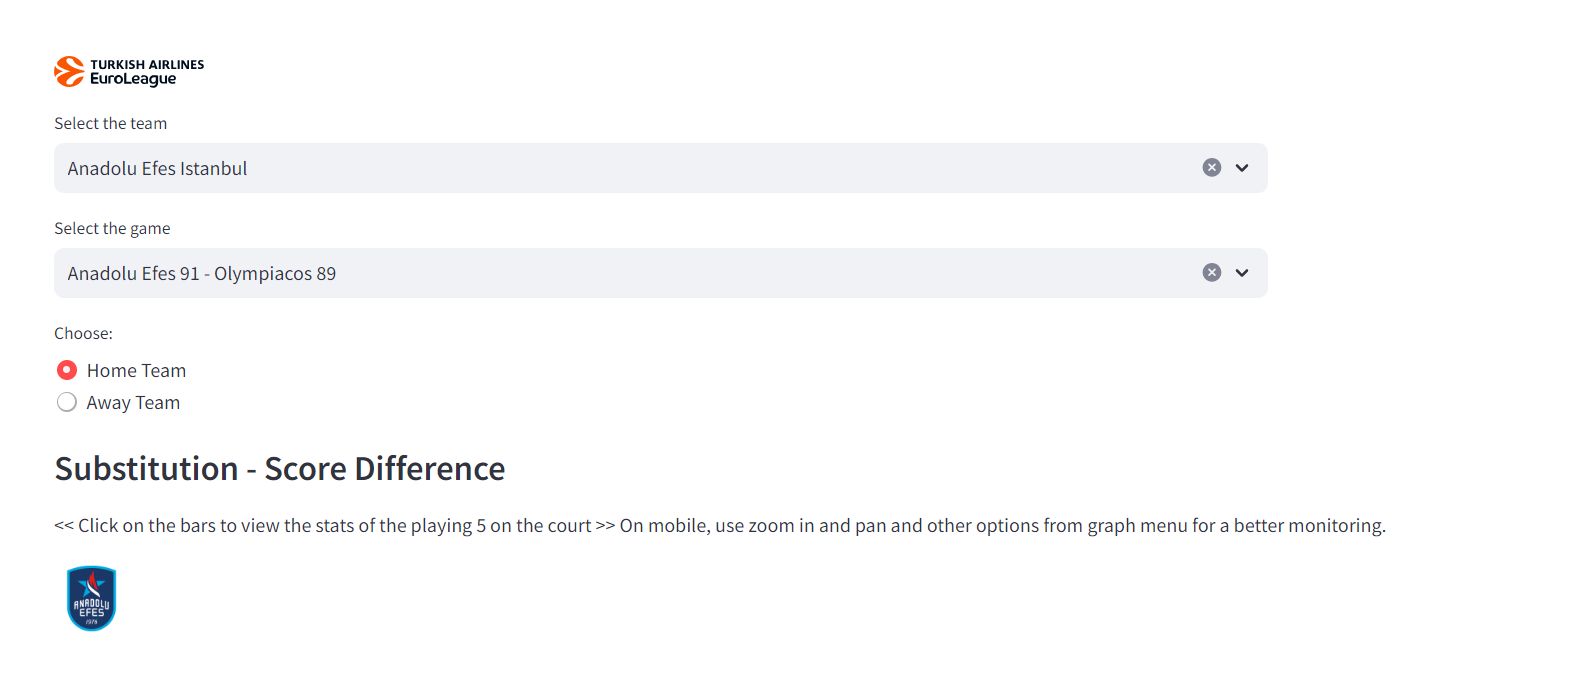 TURKISH AIRLINES
EuroLeague
Select the team
Anadolu Efes Istanbul
Select the game
Anadolu Efes 91 - Olympiacos 89
Choose:
Home Team
Away Team
Substitution - Score Difference
<< Click on the bars to view the stats of the playing 5 on the court >> On mobile, use zoom in and pan and other options from graph menu for a better monitoring.
ANADOLU
EFES
1976